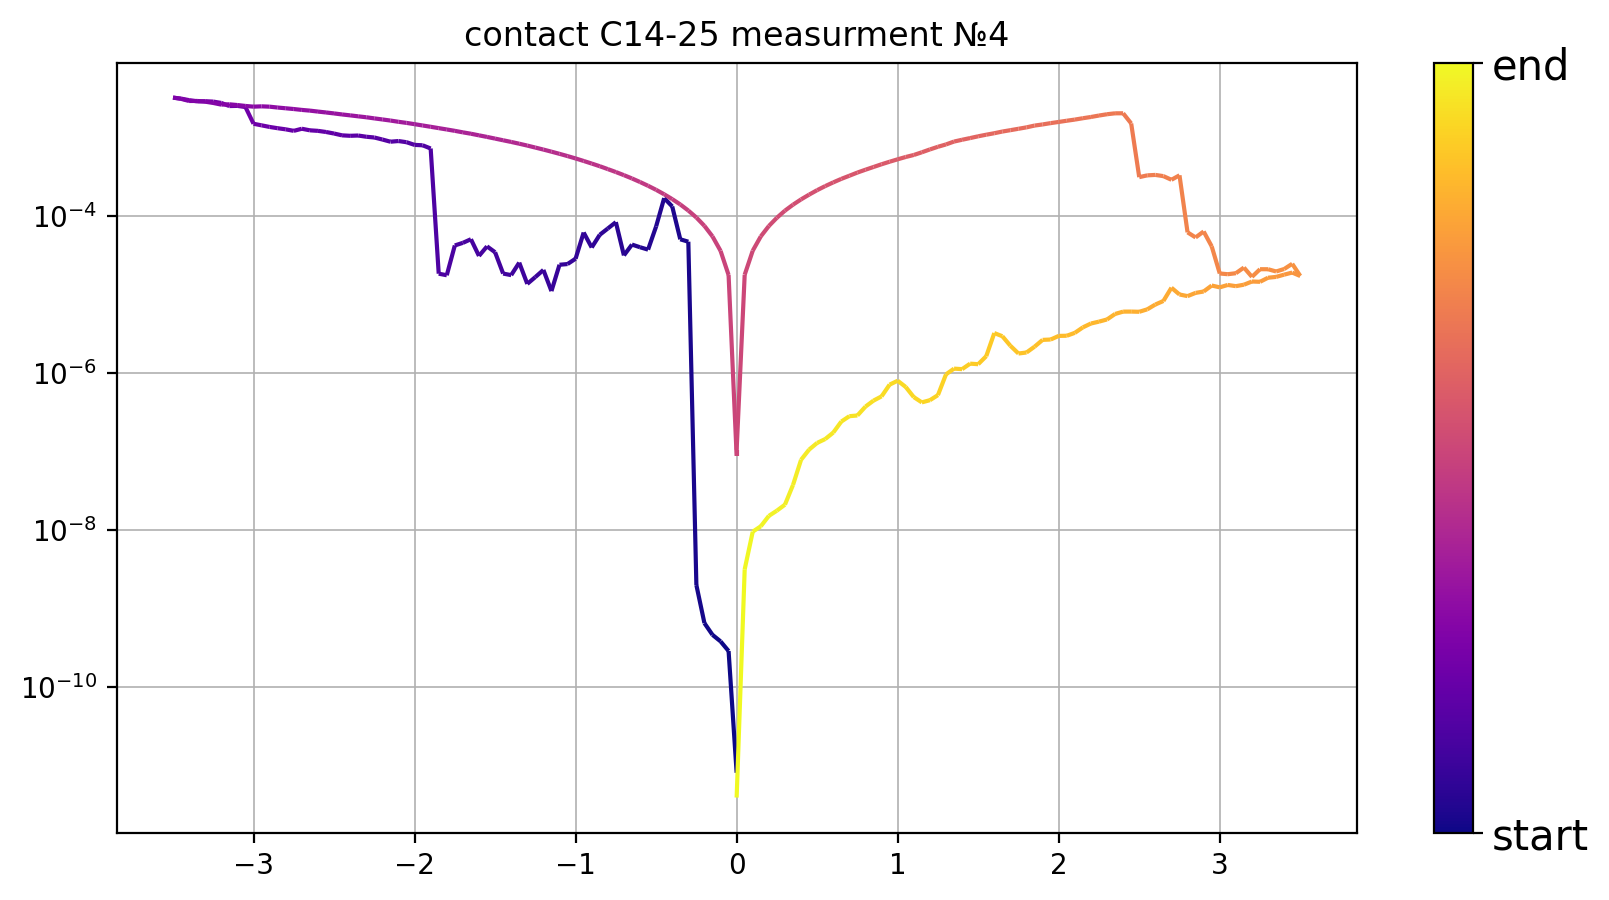 contact C14-25 measurment №4
10⁻⁴
10⁻⁶
10⁻⁸
10⁻¹⁰
−3 −2 −1 0 1 2 3
end
start